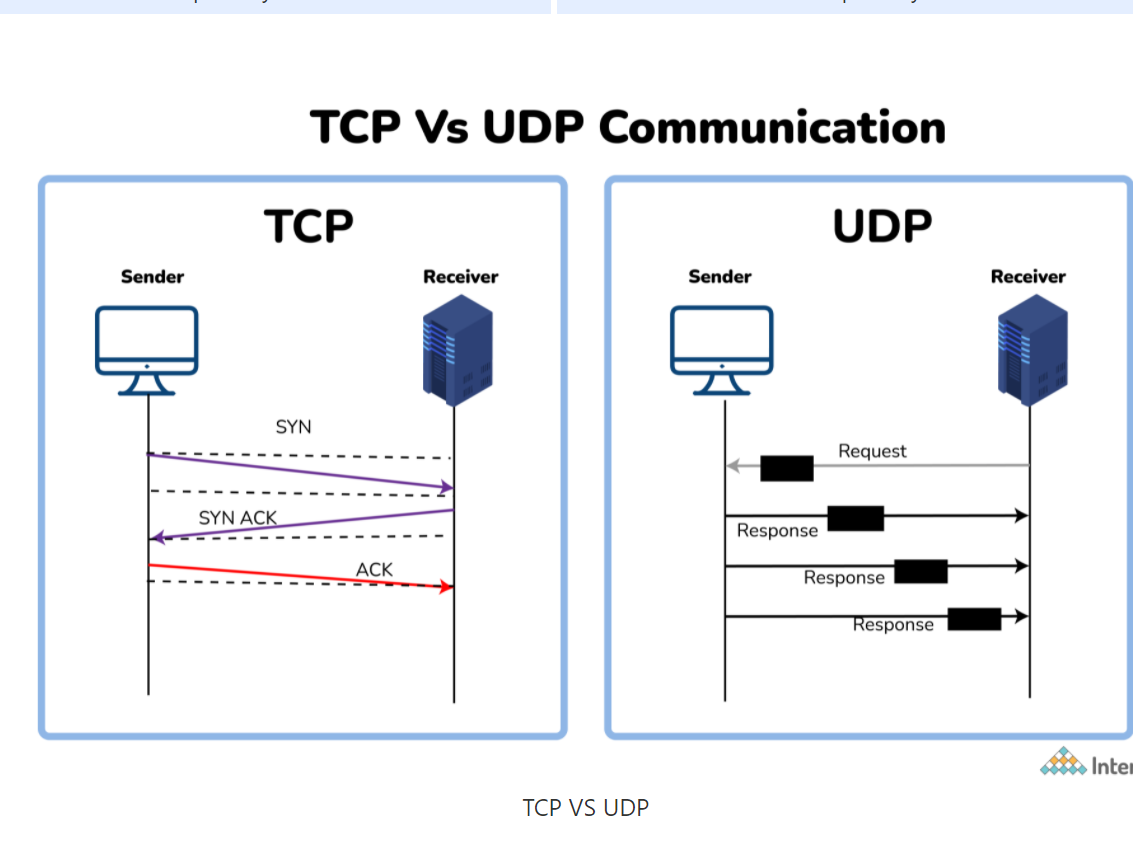 TCP Vs UDP Communication
TCP
Sender
Receiver
SYN
SYN ACK
ACK
UDP
Sender
Receiver
Request
Response
Response
Response
Inter
TCP VS UDP